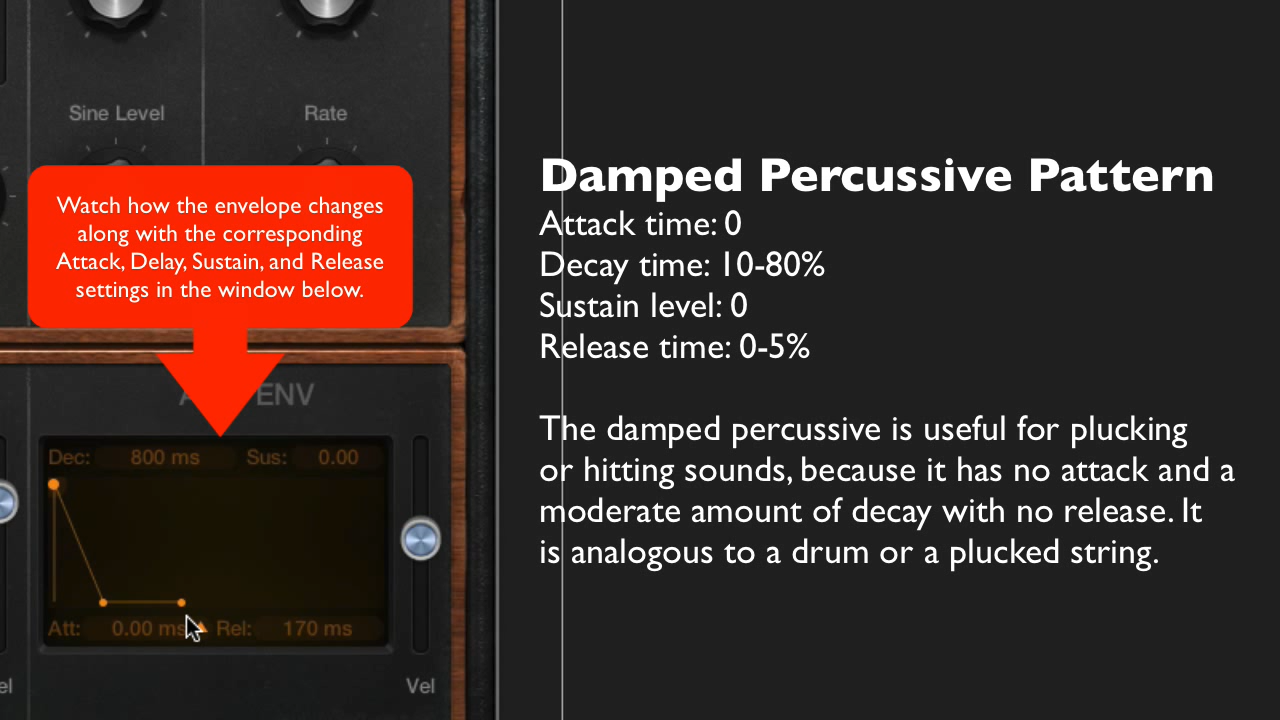 Sine Level
Rate
Watch how the envelope changes
along with the corresponding
Attack, Delay, Sustain, and Release
settings in the window below.
ENV
Dec: 800 ms Sus: 0.00
Att: 0.00 ms Rel: 170 ms
el
Vel
Damped Percussive Pattern
Attack time: 0
Decay time: 10-80%
Sustain level: 0
Release time: 0-5%
The damped percussive is useful for plucking
or hitting sounds, because it has no attack and a
moderate amount of decay with no release. It
is analogous to a drum or a plucked string.